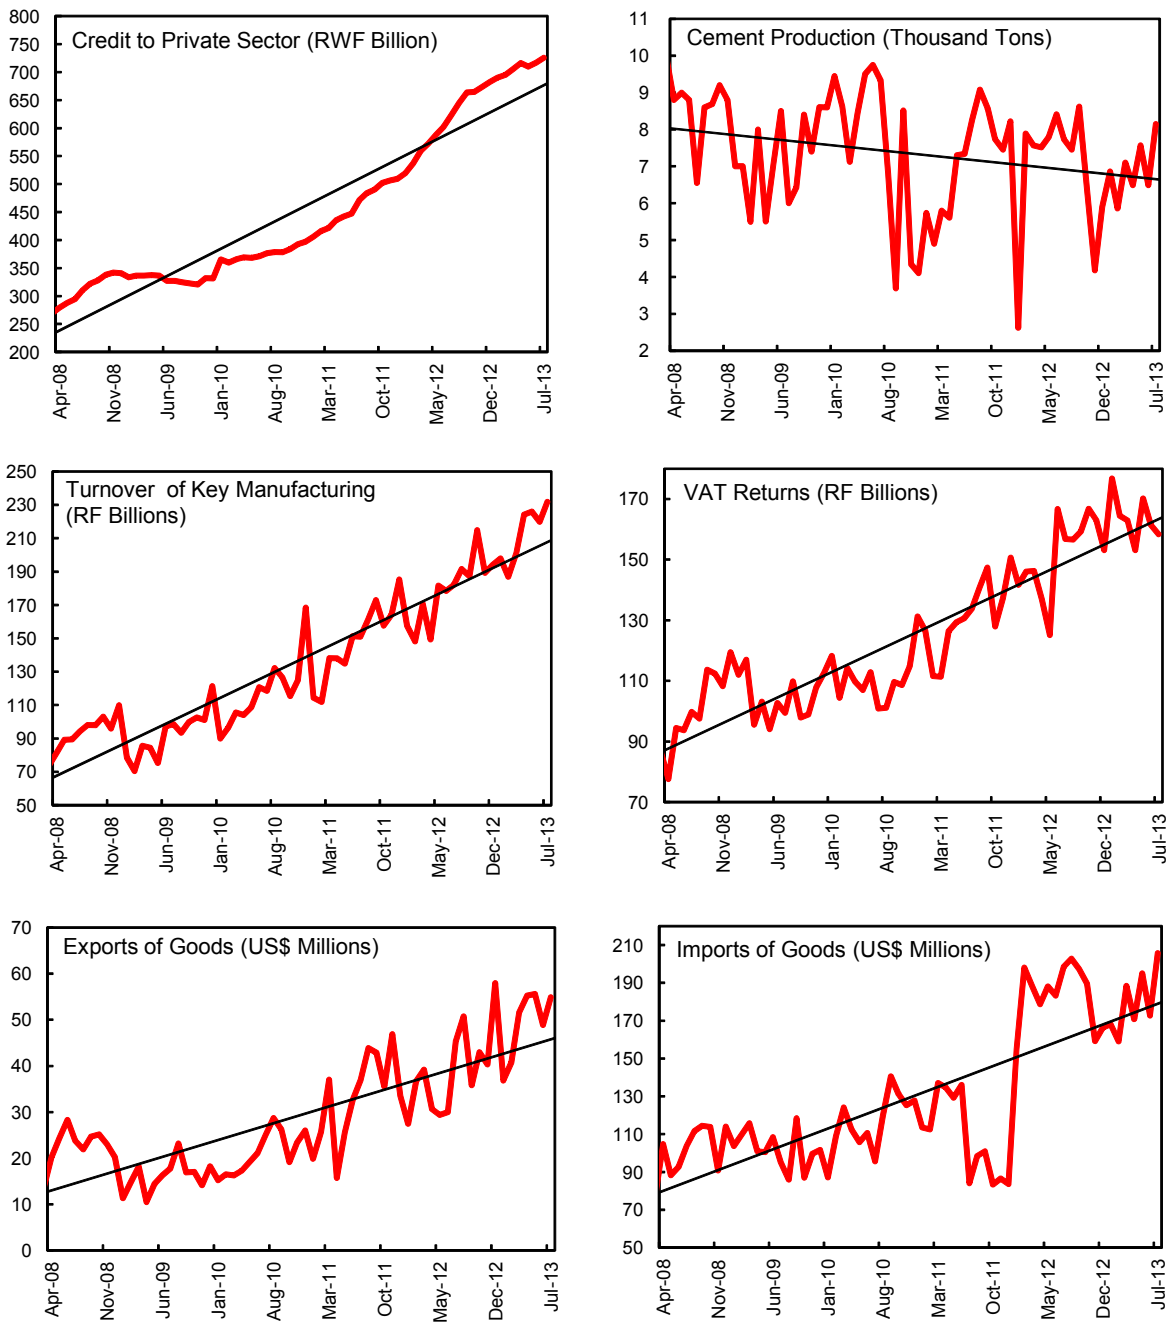 Credit to Private Sector (RWF Billion)
800
750
700
650
600
550
500
450
400
350
300
250
200
Apr-08
Nov-08
Jun-09
Jan-10
Aug-10
Mar-11
Oct-11
May-12
Dec-12
Jul-13
Cement Production (Thousand Tons)
11
10
9
8
7
6
5
4
3
2
Apr-08
Nov-08
Jun-09
Jan-10
Aug-10
Mar-11
Oct-11
May-12
Dec-12
Jul-13
Turnover of Key Manufacturing
(RF Billions)
250
230
210
190
170
150
130
110
90
70
50
Apr-08
Nov-08
Jun-09
Jan-10
Aug-10
Mar-11
Oct-11
May-12
Dec-12
Jul-13
VAT Returns (RF Billions)
170
150
130
110
90
70
Apr-08
Nov-08
Jun-09
Jan-10
Aug-10
Mar-11
Oct-11
May-12
Dec-12
Jul-13
Exports of Goods (US$ Millions)
70
60
50
40
30
20
10
0
Apr-08
Nov-08
Jun-09
Jan-10
Aug-10
Mar-11
Oct-11
May-12
Dec-12
Jul-13
Imports of Goods (US$ Millions)
210
190
170
150
130
110
90
70
50
Apr-08
Nov-08
Jun-09
Jan-10
Aug-10
Mar-11
Oct-11
May-12
Dec-12
Jul-13